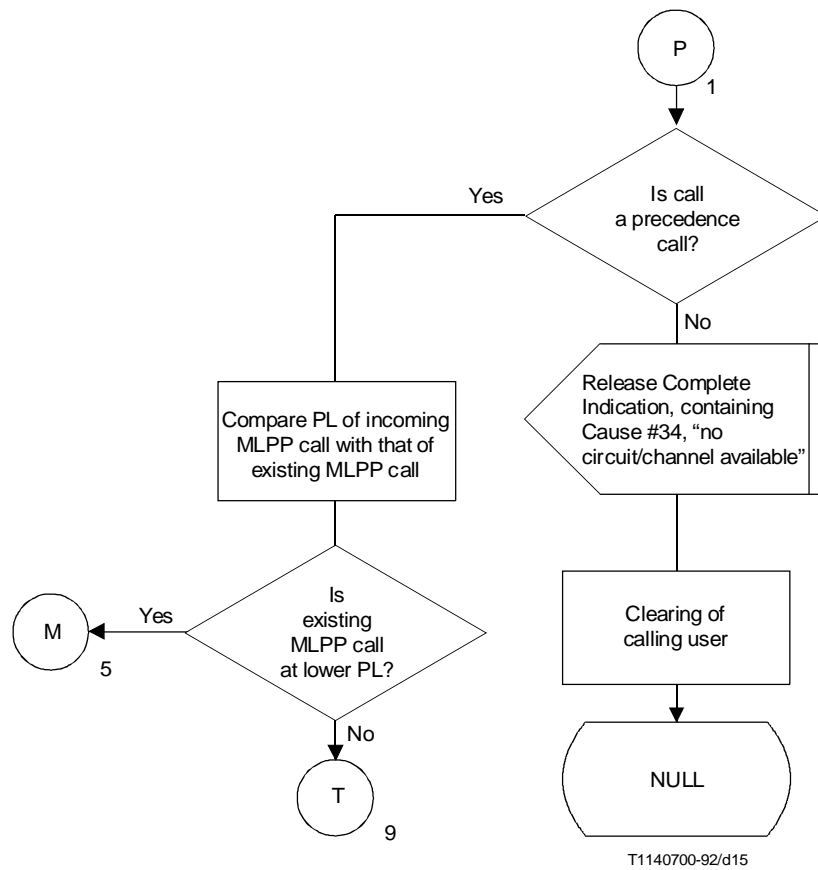 P
1
Is call
a precedence
call?
Yes
No
Compare PL of incoming
MLPP call with that of
existing MLPP call
Release Complete
Indication, containing
Cause #34, “no
circuit/channel available”
Is
existing
MLPP call
at lower PL?
Yes
M
5
No
T
9
Clearing of
calling user
NULL
T1140700-92/d15